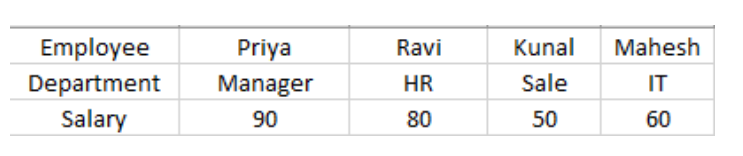 Employee Priya Ravi Kunal Mahesh
Department Manager HR Sale IT
Salary 90 80 50 60